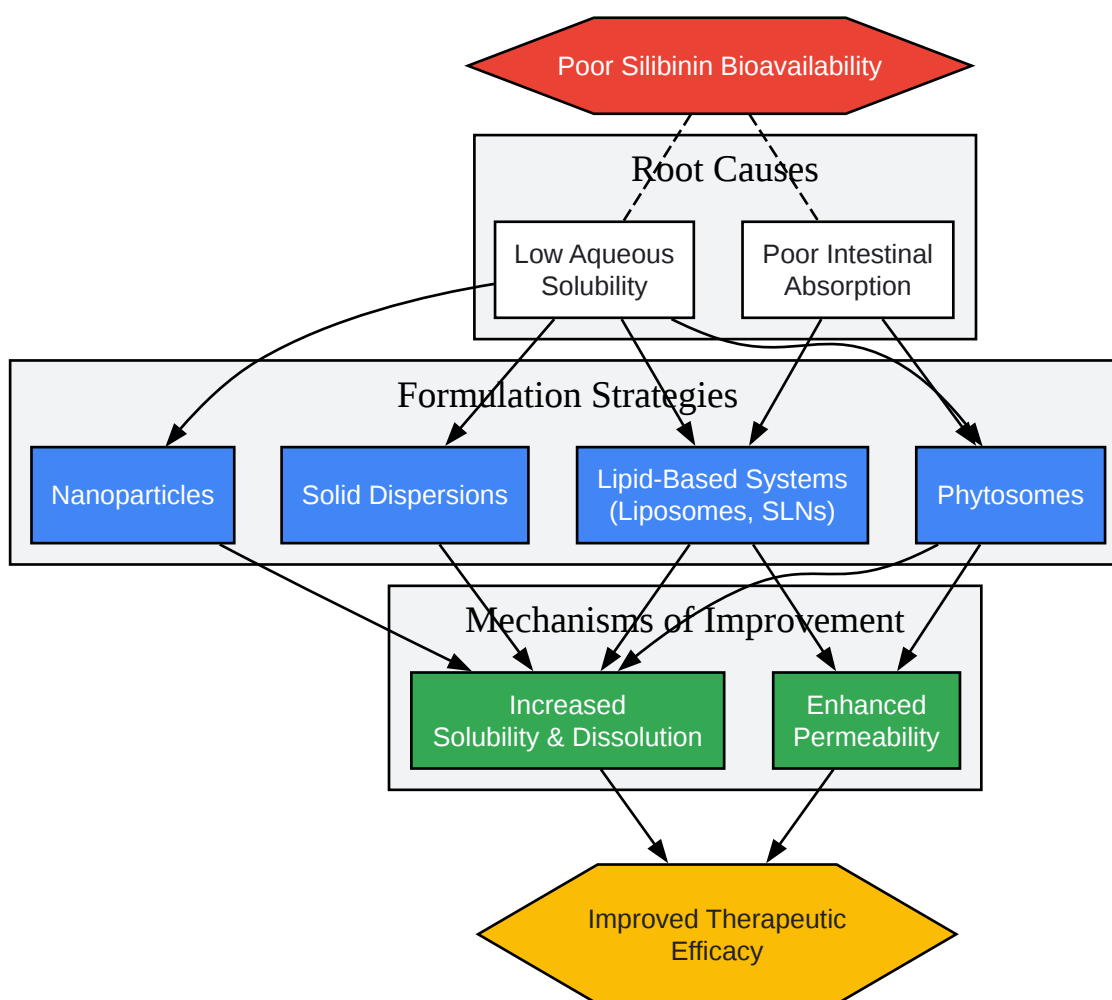 Poor Silibinin Bioavailability
Root Causes
Low Aqueous
Solubility
Poor Intestinal
Absorption
Formulation Strategies
Nanoparticles
Solid Dispersions
Lipid-Based Systems
(Liposomes, SLNs)
Phytosomes
Mechanisms of Improvement
Increased
Solubility & Dissolution
Enhanced
Permeability
Improved Therapeutic
Efficacy